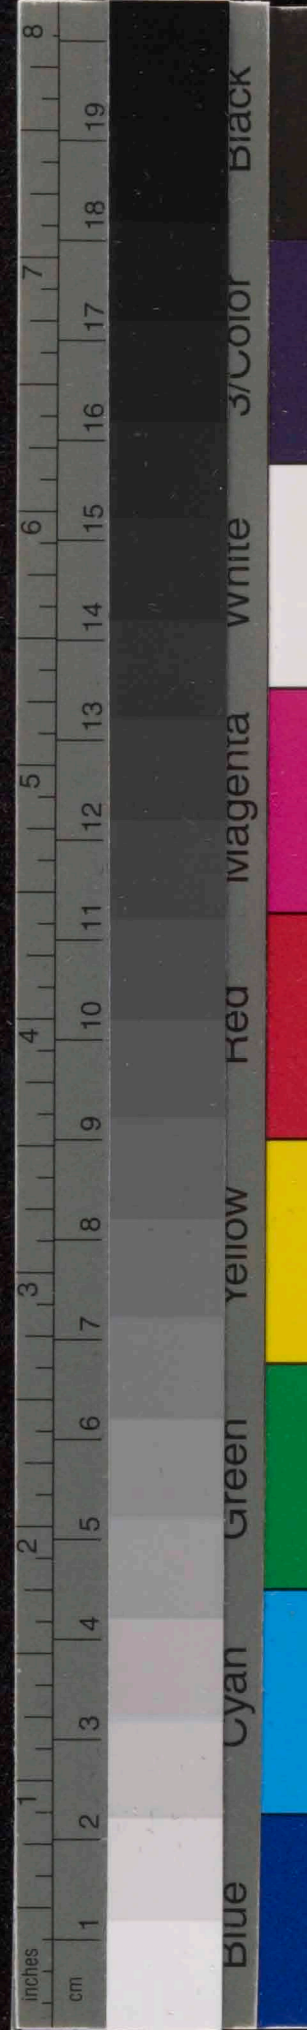 inches 1 2 3 4 5 6 7 8
cm 1 2 3 4 5 6 7 8 9 10 11 12 13 14 15 16 17 18 19
Blue Cyan Green Yellow Red Magenta White 3/Color Black